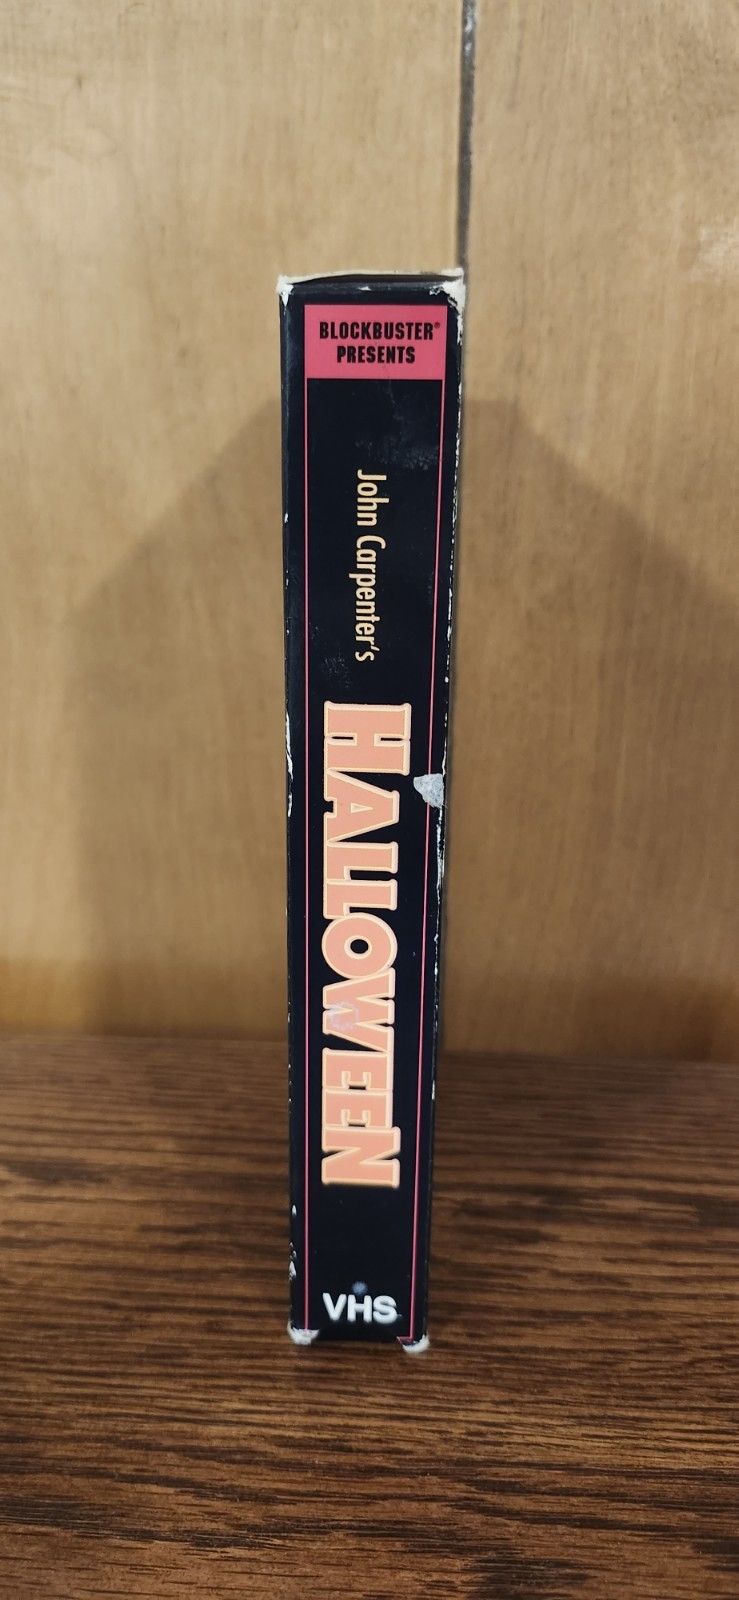 BLOCKBUSTER®
PRESENTS
John Carpenter's
HALLOWEEN
VHS